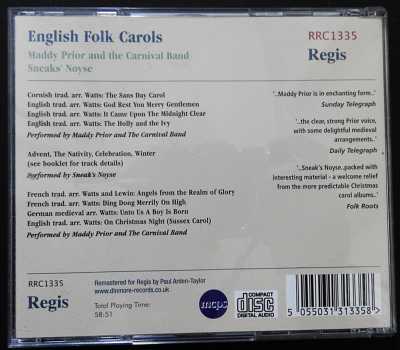 English Folk Carols
RRC1335
Maddy Prior and the Carnival Band
Sneaks' Noyse
Regis
Cornish trad. arr. Watts: The Sans Day Carol
English trad. arr. Watts: God Rest You Merry Gentlemen
English trad. arr. Watts: It Came Upon The Midnight Clear
English trad. arr. Watts: The Holly and the Ivy
Performed by Maddy Prior and The Carnival Band
Advent, The Nativity, Celebration, Winter
(see booklet for track details)
Performed by Sneak's Noyse
French trad. arr. Watts and Lewin: Angels from the Realm of Glory
French trad. arr. Watts: Ding Dong Merrily On High
German medieval arr. Watts: Unto Us A Boy Is Born
English trad. arr. Watts: On Christmas Night (Sussex Carol)
Performed by Maddy Prior and The Carnival Band
'..Maddy Prior is in enchanting form..'
Sunday Telegraph
'..the clear, strong Prior voice,
with some delightful medieval
arrangements.'
Daily Telegraph
'..Sneak's Noyse..packed with
interesting material - a welcome relief
from the more predictable Christmas
carol albums..'
Folk Roots
RRC1335
Regis
Remastered for Regis by Paul Arden-Taylor
www.dinmore-records.co.uk
Total Playing Time:
58:51
mcps
COMPACT
disc
DIGITAL AUDIO
5 055031 313358 >